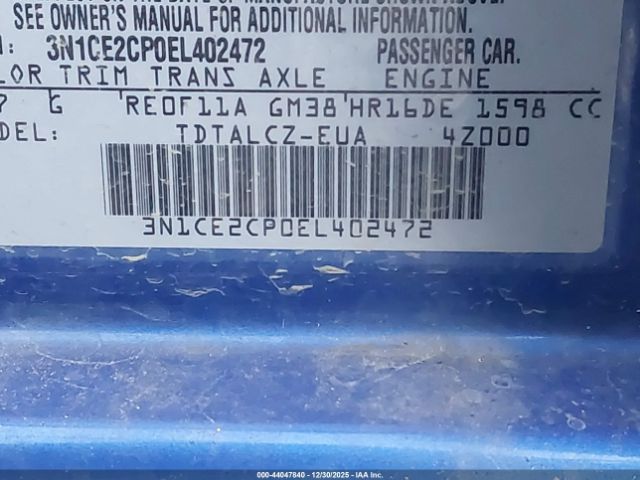 SEE OWNER'S MANUAL FOR ADDITIONAL INFORMATION.
: 3N1CE2CP0EL402472 PASSENGER CAR.
LOR TRIM TRANS AXLE ENGINE
G RE0F11A GM38 HR16DE 1598 CC
DEL: TDTALCZ-EUA 4Z000
3N1CE2CP0EL402472
000-44047840 - 12/30/2025 - IAA Inc.